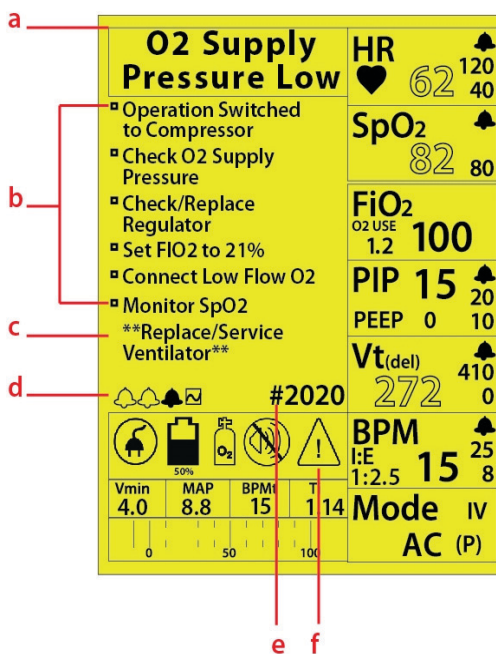 a
O2 Supply
Pressure Low
b
Operation Switched
to Compressor
Check O2 Supply
Pressure
Check/Replace
Regulator
Set FIO2 to 21%
Connect Low Flow O2
Monitor SpO2
c
**Replace/Service
Ventilator**
d
#2020
50%
O2
!
Vmin MAP BPMt T
4.0 8.8 15 1.14
0 50 100
HR 120
62 40
SpO2
82 80
FiO2
O2 USE
1.2 100
PIP 15 20
PEEP 0 10
Vt(del) 410
272 0
BPM 25
I:E
1:2.5 15 8
Mode IV
AC (P)
e f